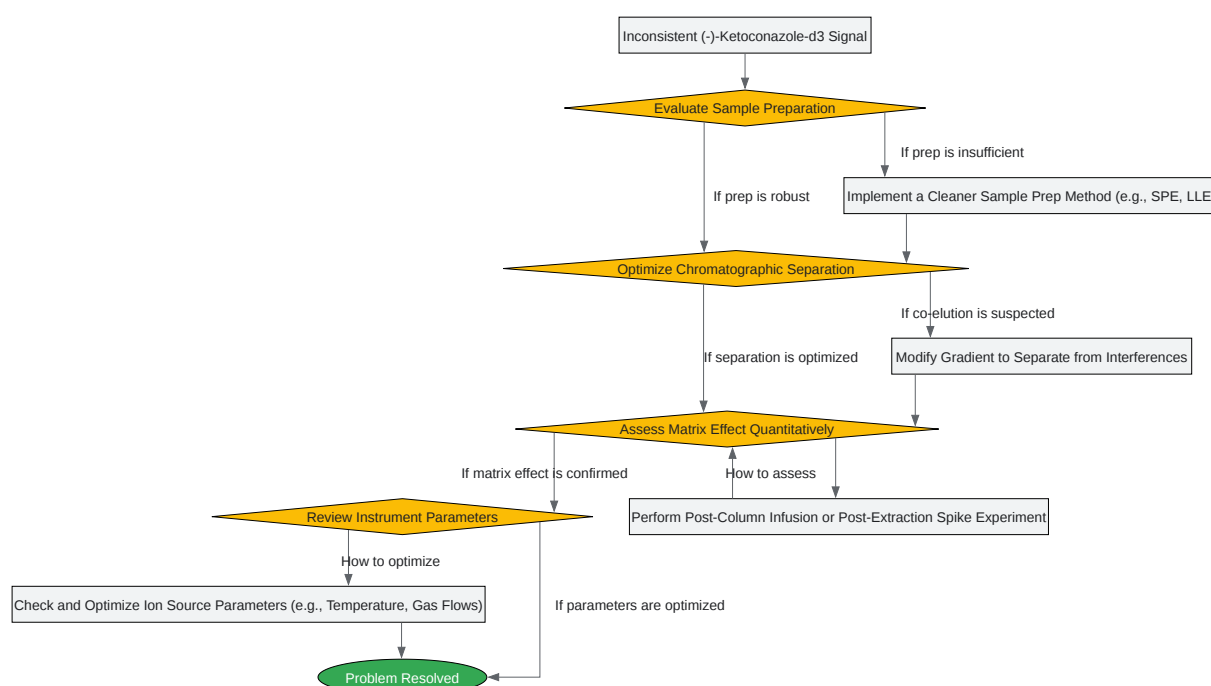 Inconsistent (-)-Ketoconazole-d3 Signal
Evaluate Sample Preparation
If prep is insufficient
If prep is robust
Implement a Cleaner Sample Prep Method (e.g., SPE, LLE
Optimize Chromatographic Separation
If co-elution is suspected
If separation is optimized
Modify Gradient to Separate from Interferences
Assess Matrix Effect Quantitatively
If matrix effect is confirmed
How to assess
Review Instrument Parameters
Perform Post-Column Infusion or Post-Extraction Spike Experiment
How to optimize
Check and Optimize Ion Source Parameters (e.g., Temperature, Gas Flows)
If parameters are optimized
Problem Resolved